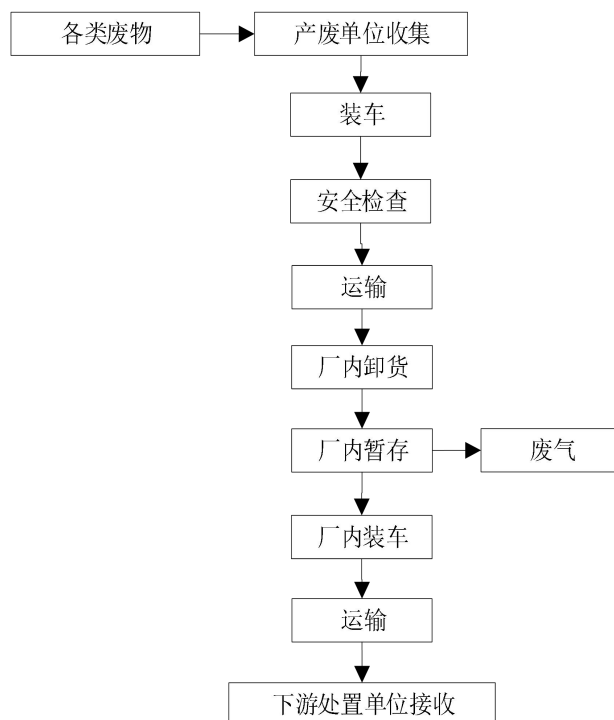 各类废物
产废单位收集
装车
安全检查
运输
厂内卸货
厂内暂存
废气
厂内装车
运输
下游处置单位接收